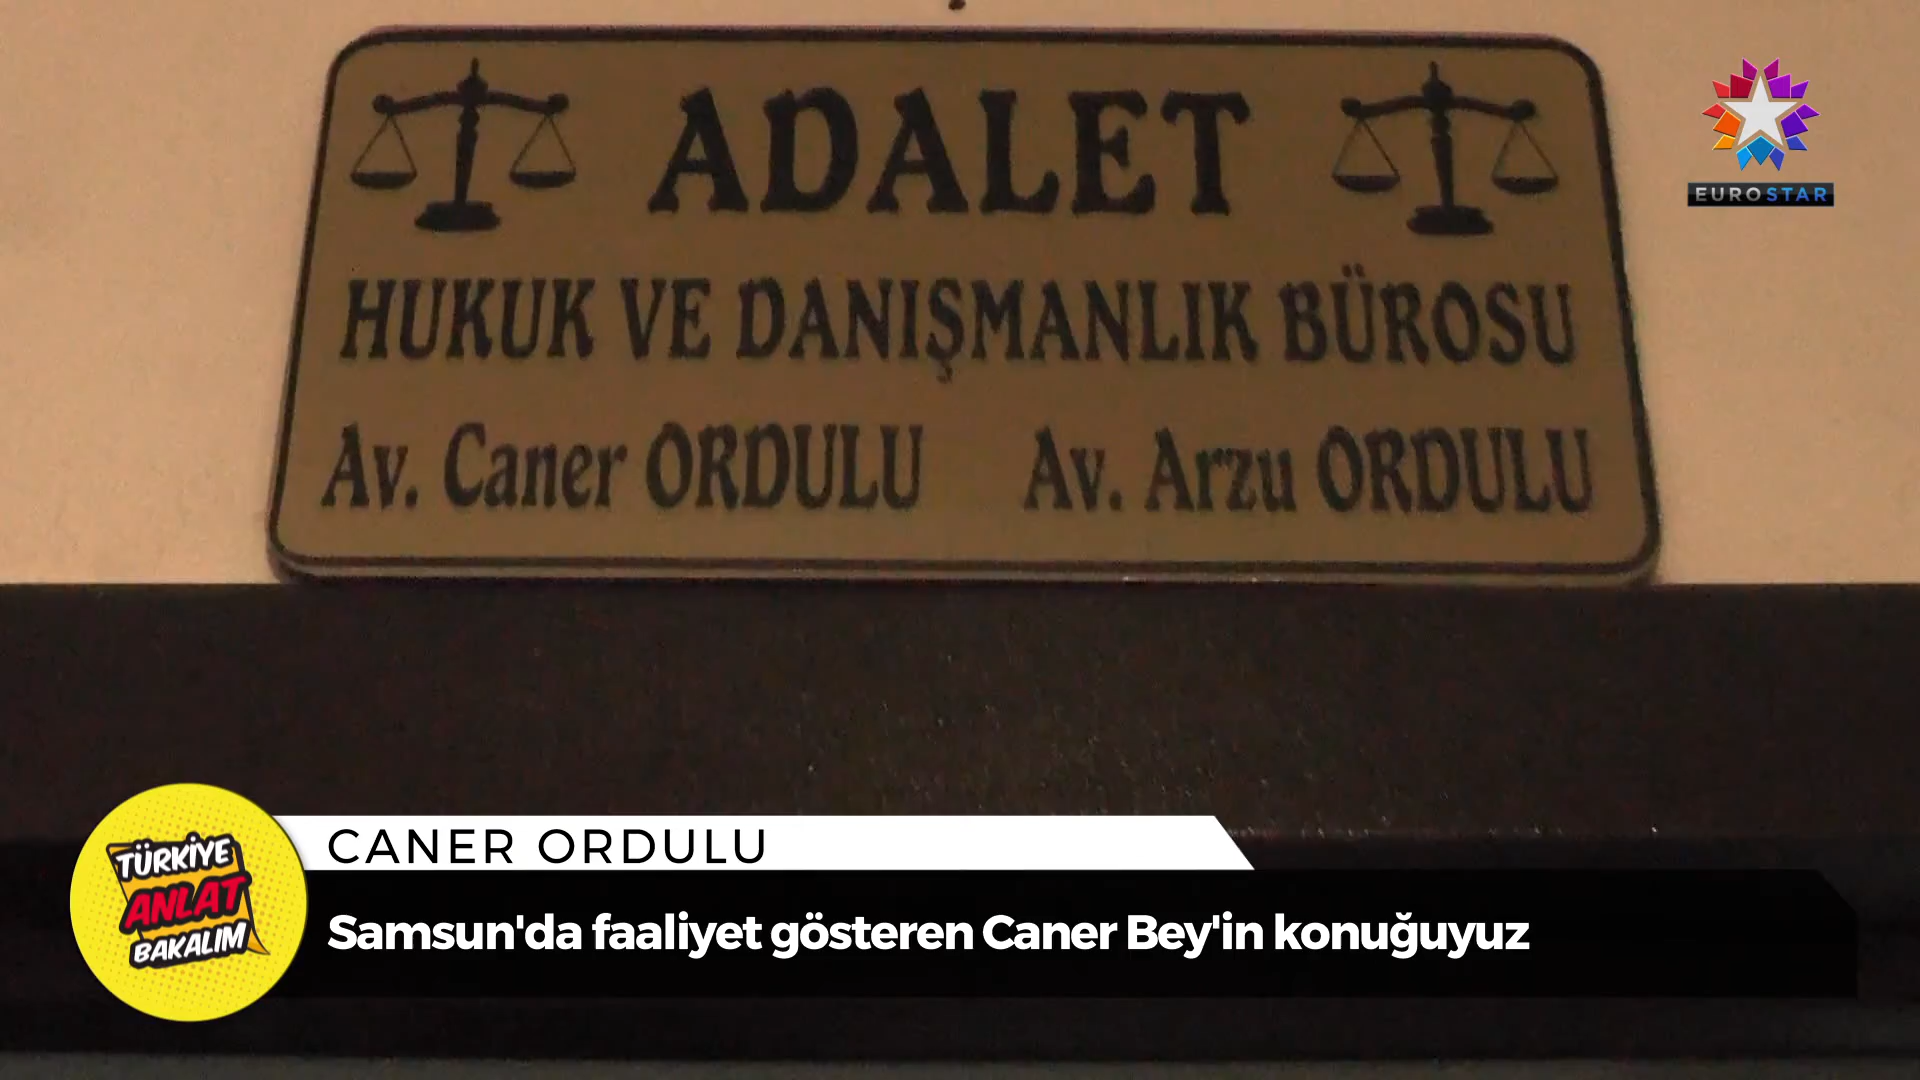 ADALET
HUKUK VE DANIŞMANLIK BÜROSU
Av. Caner ORDULU Av. Arzu ORDULU
EUROSTAR
CANER ORDULU
Samsun'da faaliyet gösteren Caner Bey'in konuğuyuz
TÜRKİYE
ANLAT
BAKALIM